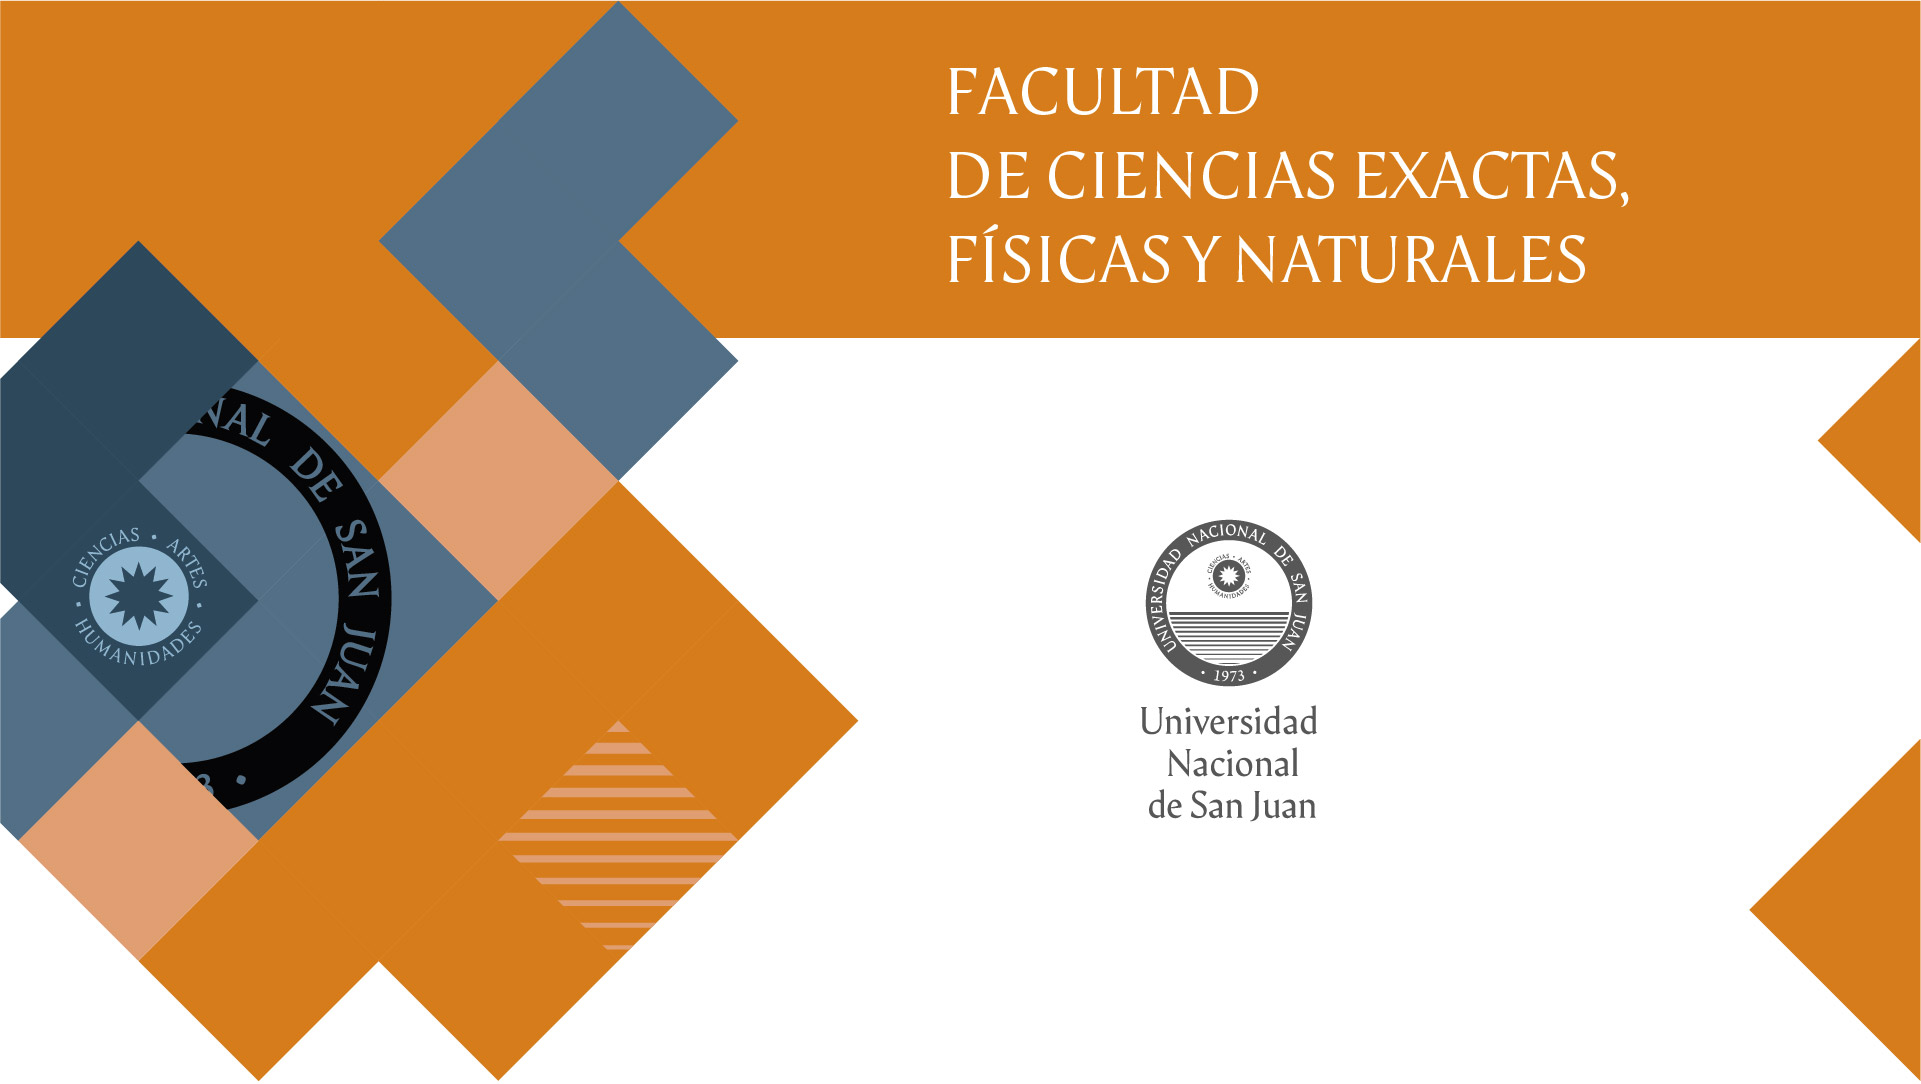 FACULTAD
DE CIENCIAS EXACTAS,
FÍSICAS Y NATURALES
NAL DE SAN JUAN
3 •
CIENCIAS • ARTES • HUMANIDADES •
UNIVERSIDAD NACIONAL DE SAN JUAN
• 1973 •
CIENCIAS • ARTES • HUMANIDADES •
Universidad
Nacional
de San Juan